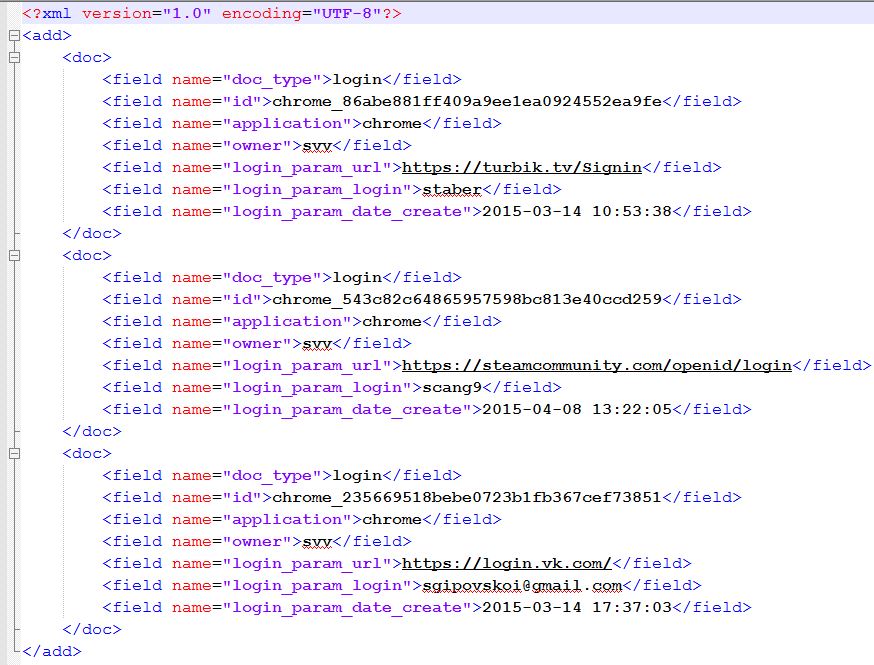 <?xml version="1.0" encoding="UTF-8"?>
<add>
<doc>
<field name="doc_type">login</field>
<field name="id">chrome_86abe881ff409a9ee1ea0924552ea9fe</field>
<field name="application">chrome</field>
<field name="owner">svv</field>
<field name="login_param_url">https://turbik.tv/Signin</field>
<field name="login_param_login">staber</field>
<field name="login_param_date_create">2015-03-14 10:53:38</field>
</doc>
<doc>
<field name="doc_type">login</field>
<field name="id">chrome_543c82c64865957598bc813e40ccd259</field>
<field name="application">chrome</field>
<field name="owner">svv</field>
<field name="login_param_url">https://steamcommunity.com/openid/login</field>
<field name="login_param_login">scang9</field>
<field name="login_param_date_create">2015-04-08 13:22:05</field>
</doc>
<doc>
<field name="doc_type">login</field>
<field name="id">chrome_235669518bebe0723b1fb367cef73851</field>
<field name="application">chrome</field>
<field name="owner">svv</field>
<field name="login_param_url">https://login.vk.com/</field>
<field name="login_param_login">sgipovskoi@gmail.com</field>
<field name="login_param_date_create">2015-03-14 17:37:03</field>
</doc>
</add>